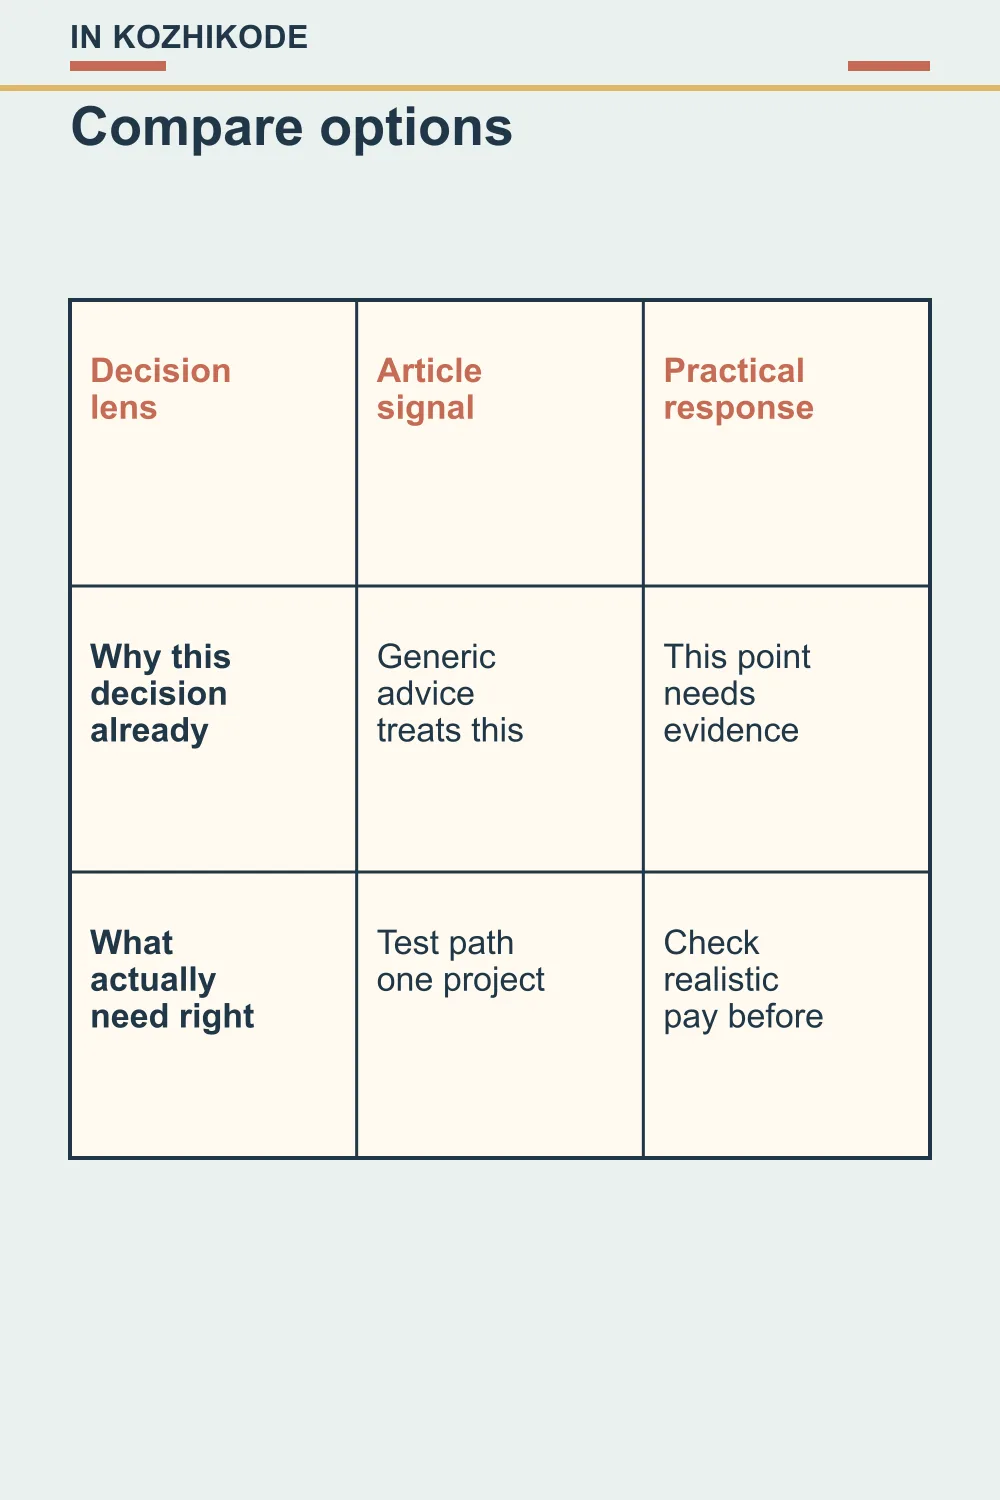 IN KOZHIKODE
Compare options
Decision
lens
Article
signal
Practical
response
Why this
decision
already
Generic
advice
treats this
This point
needs
evidence
What
actually
need right
Test path
one project
Check
realistic
pay before